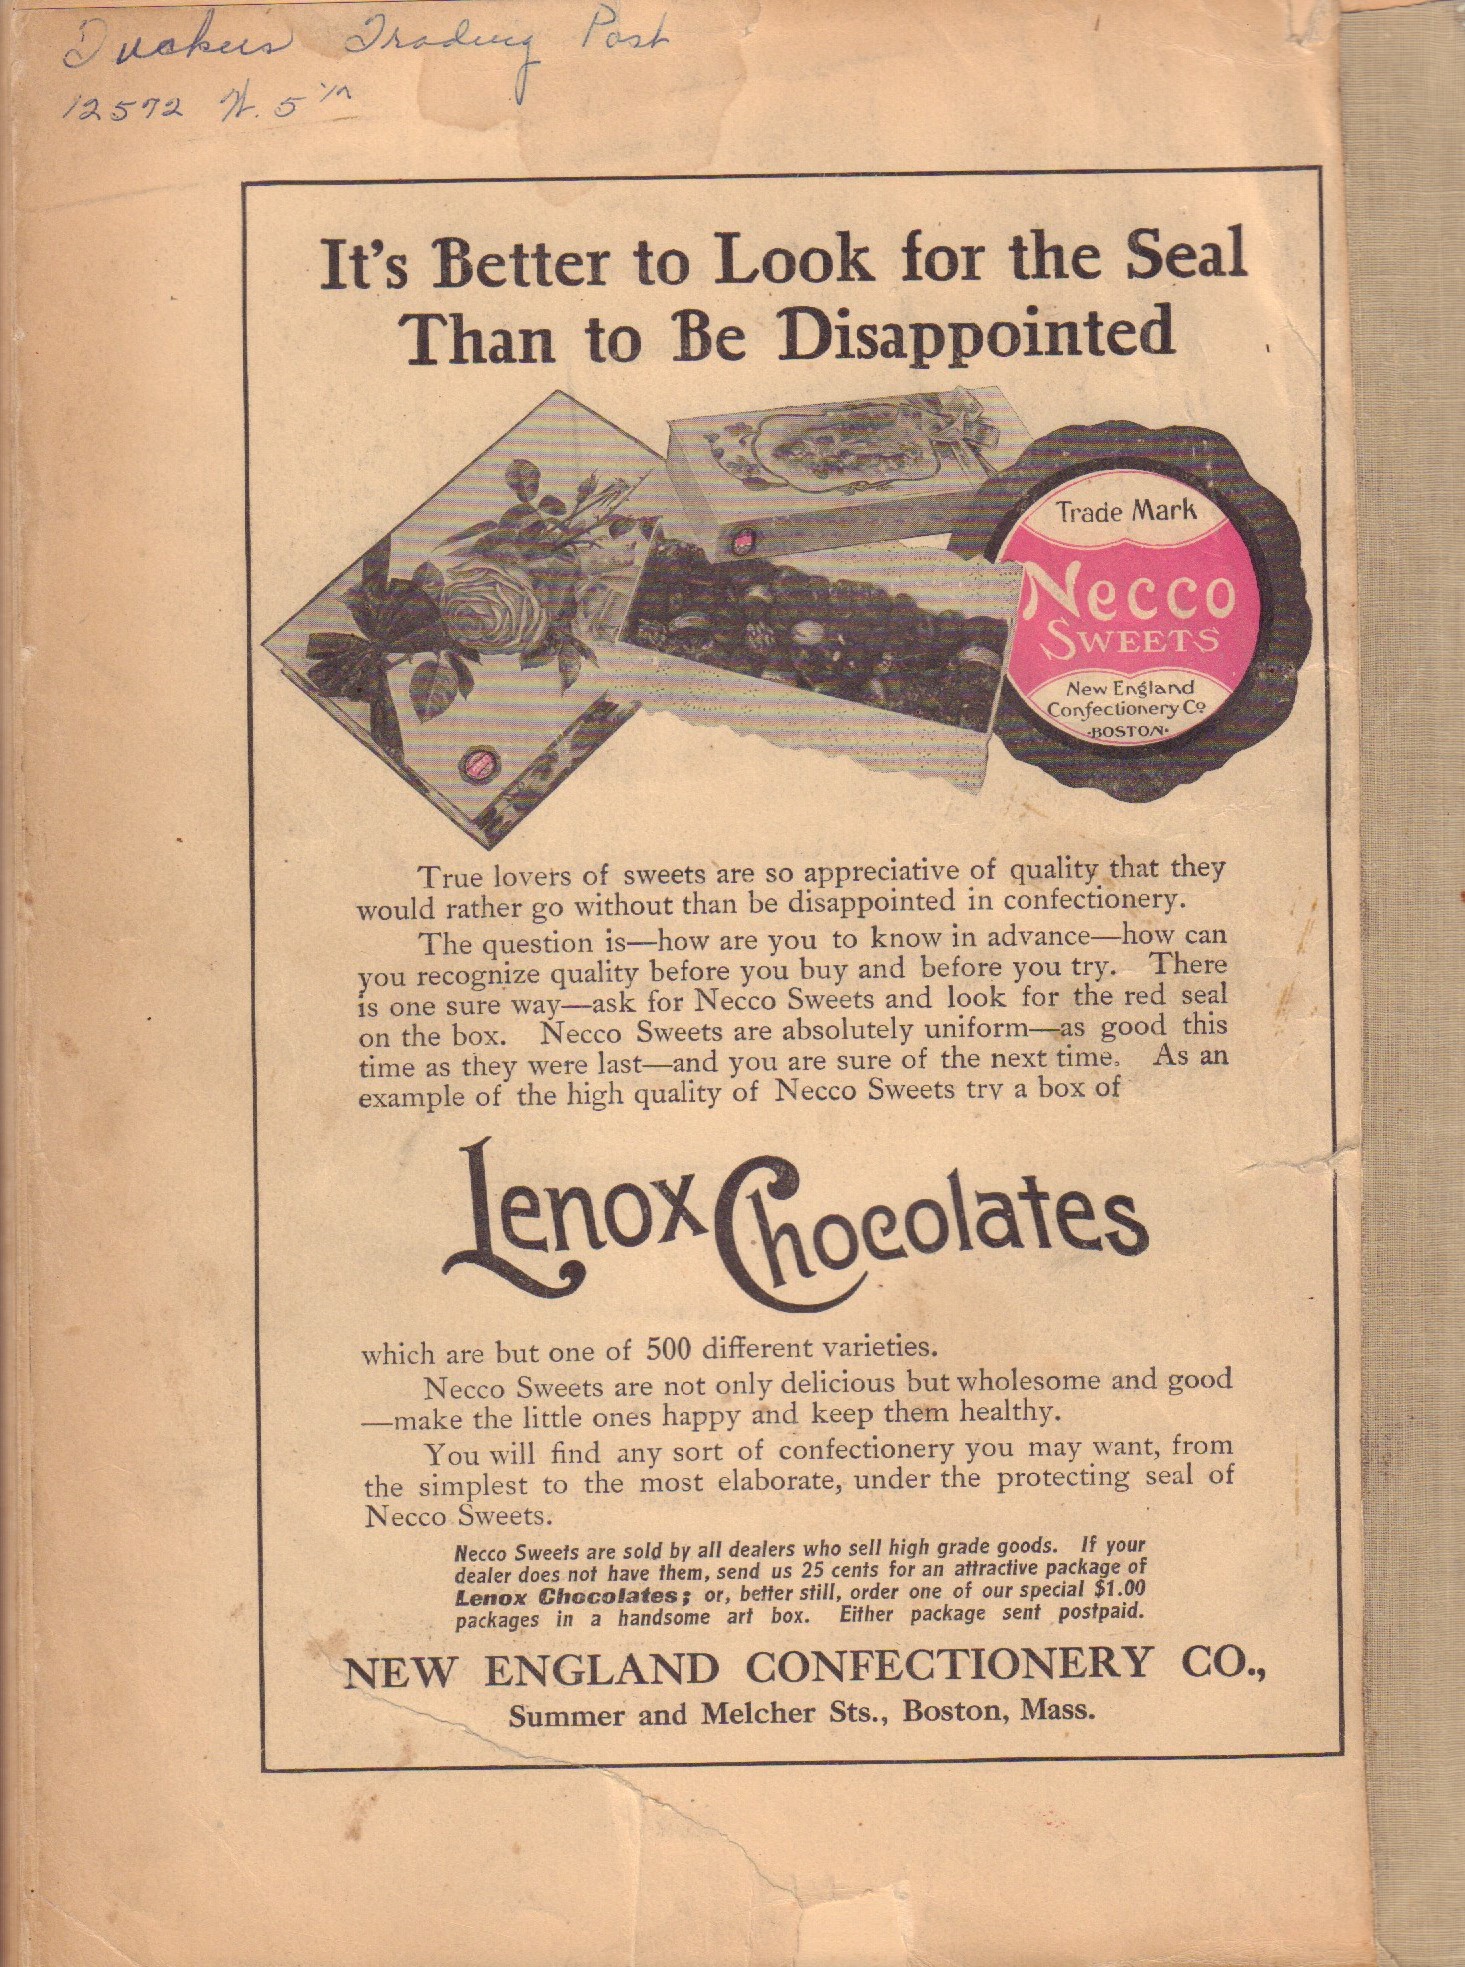 Trading Post
12572 W. 5th
It's Better to Look for the Seal
Than to Be Disappointed
Trade Mark
Necco
SWEETS
New England
Confectionery Co
·BOSTON·
True lovers of sweets are so appreciative of quality that they
would rather go without than be disappointed in confectionery.
The question is—how are you to know in advance—how can
you recognize quality before you buy and before you try. There
is one sure way—ask for Necco Sweets and look for the red seal
on the box. Necco Sweets are absolutely uniform—as good this
time as they were last—and you are sure of the next time. As an
example of the high quality of Necco Sweets try a box of
Lenox Chocolates
which are but one of 500 different varieties.
Necco Sweets are not only delicious but wholesome and good
—make the little ones happy and keep them healthy.
You will find any sort of confectionery you may want, from
the simplest to the most elaborate, under the protecting seal of
Necco Sweets.
Necco Sweets are sold by all dealers who sell high grade goods. If your
dealer does not have them, send us 25 cents for an attractive package of
Lenox Chocolates; or, better still, order one of our special $1.00
packages in a handsome art box. Either package sent postpaid.
NEW ENGLAND CONFECTIONERY CO.,
Summer and Melcher Sts., Boston, Mass.